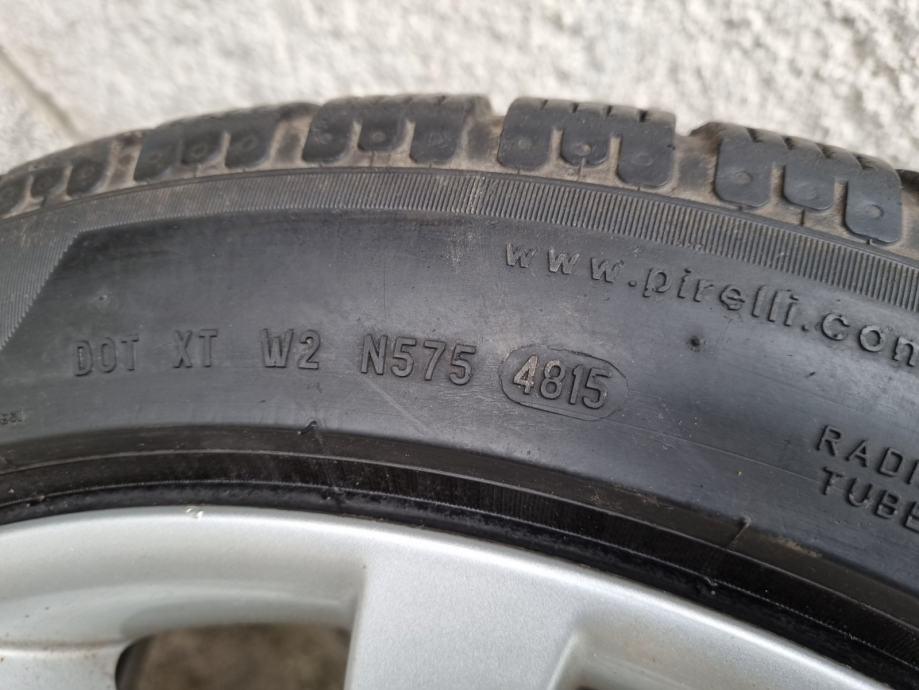 www.pirelli.com
DOT XT W2 N575 4815
RADI
TUBE